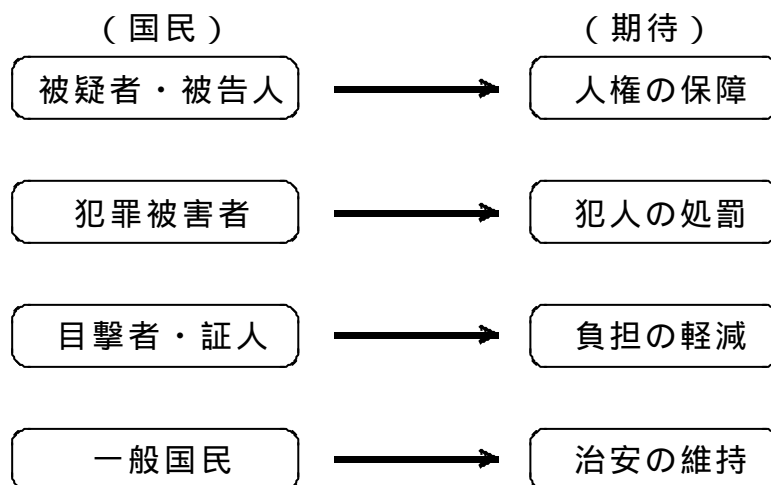 （国民） （期待）
被疑者・被告人 人権の保障
犯罪被害者 犯人の処罰
目撃者・証人 負担の軽減
一般国民 治安の維持